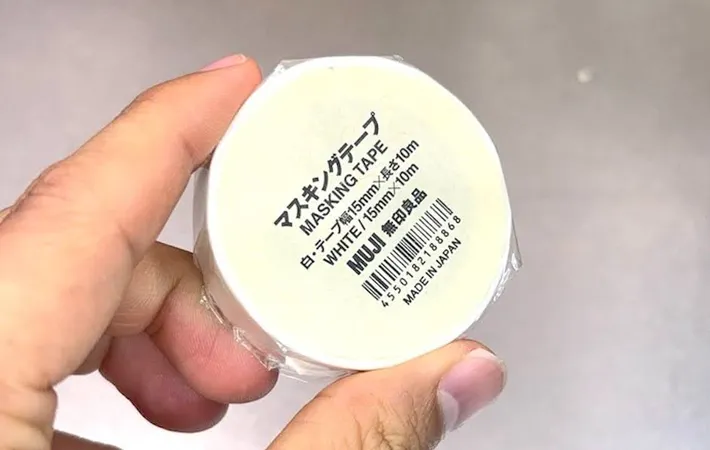 マスキングテープ
MASKING TAPE
白・テープ幅15mm×長さ10m
WHITE / 15mm×10m
MUJI 無印良品
4550182188868
MADE IN JAPAN